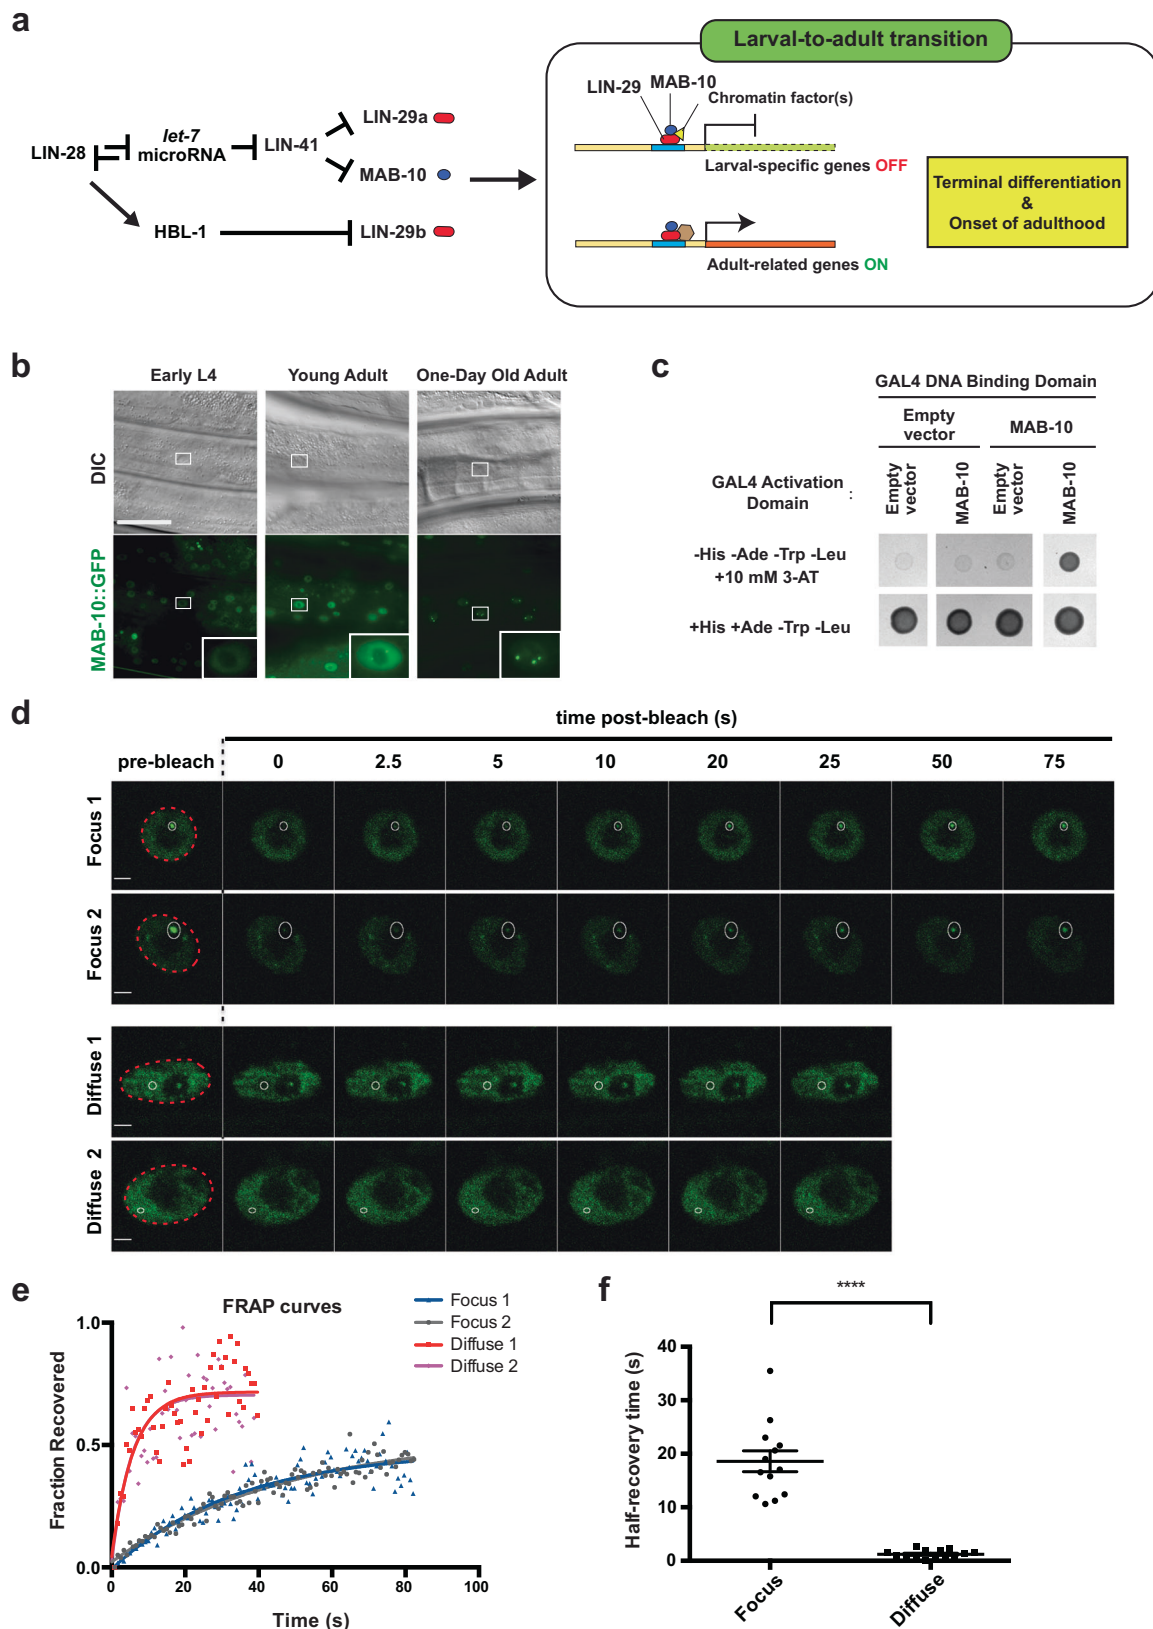 a
Larval-to-adult transition
LIN-28
let-7
microRNA
LIN-41
LIN-29a
MAB-10
HBL-1
LIN-29b
LIN-29
MAB-10
Chromatin factor(s)
Larval-specific genes OFF
Adult-related genes ON
Terminal differentiation
&
Onset of adulthood
b
Early L4
Young Adult
One-Day Old Adult
DIC
MAB-10::GFP
c
GAL4 DNA Binding Domain
Empty
vector
MAB-10
GAL4 Activation
Domain
:
Empty
vector
MAB-10
Empty
vector
MAB-10
-His -Ade -Trp -Leu
+10 mM 3-AT
+His +Ade -Trp -Leu
d
time post-bleach (s)
pre-bleach 0 2.5 5 10 20 25 50 75
Focus 1
Focus 2
Diffuse 1
Diffuse 2
e
FRAP curves
Focus 1
Focus 2
Diffuse 1
Diffuse 2
Fraction Recovered
1.0
0.5
0.0
0 20 40 60 80 100
Time (s)
f
****
Half-recovery time (s)
40
30
20
10
0
Focus
Diffuse